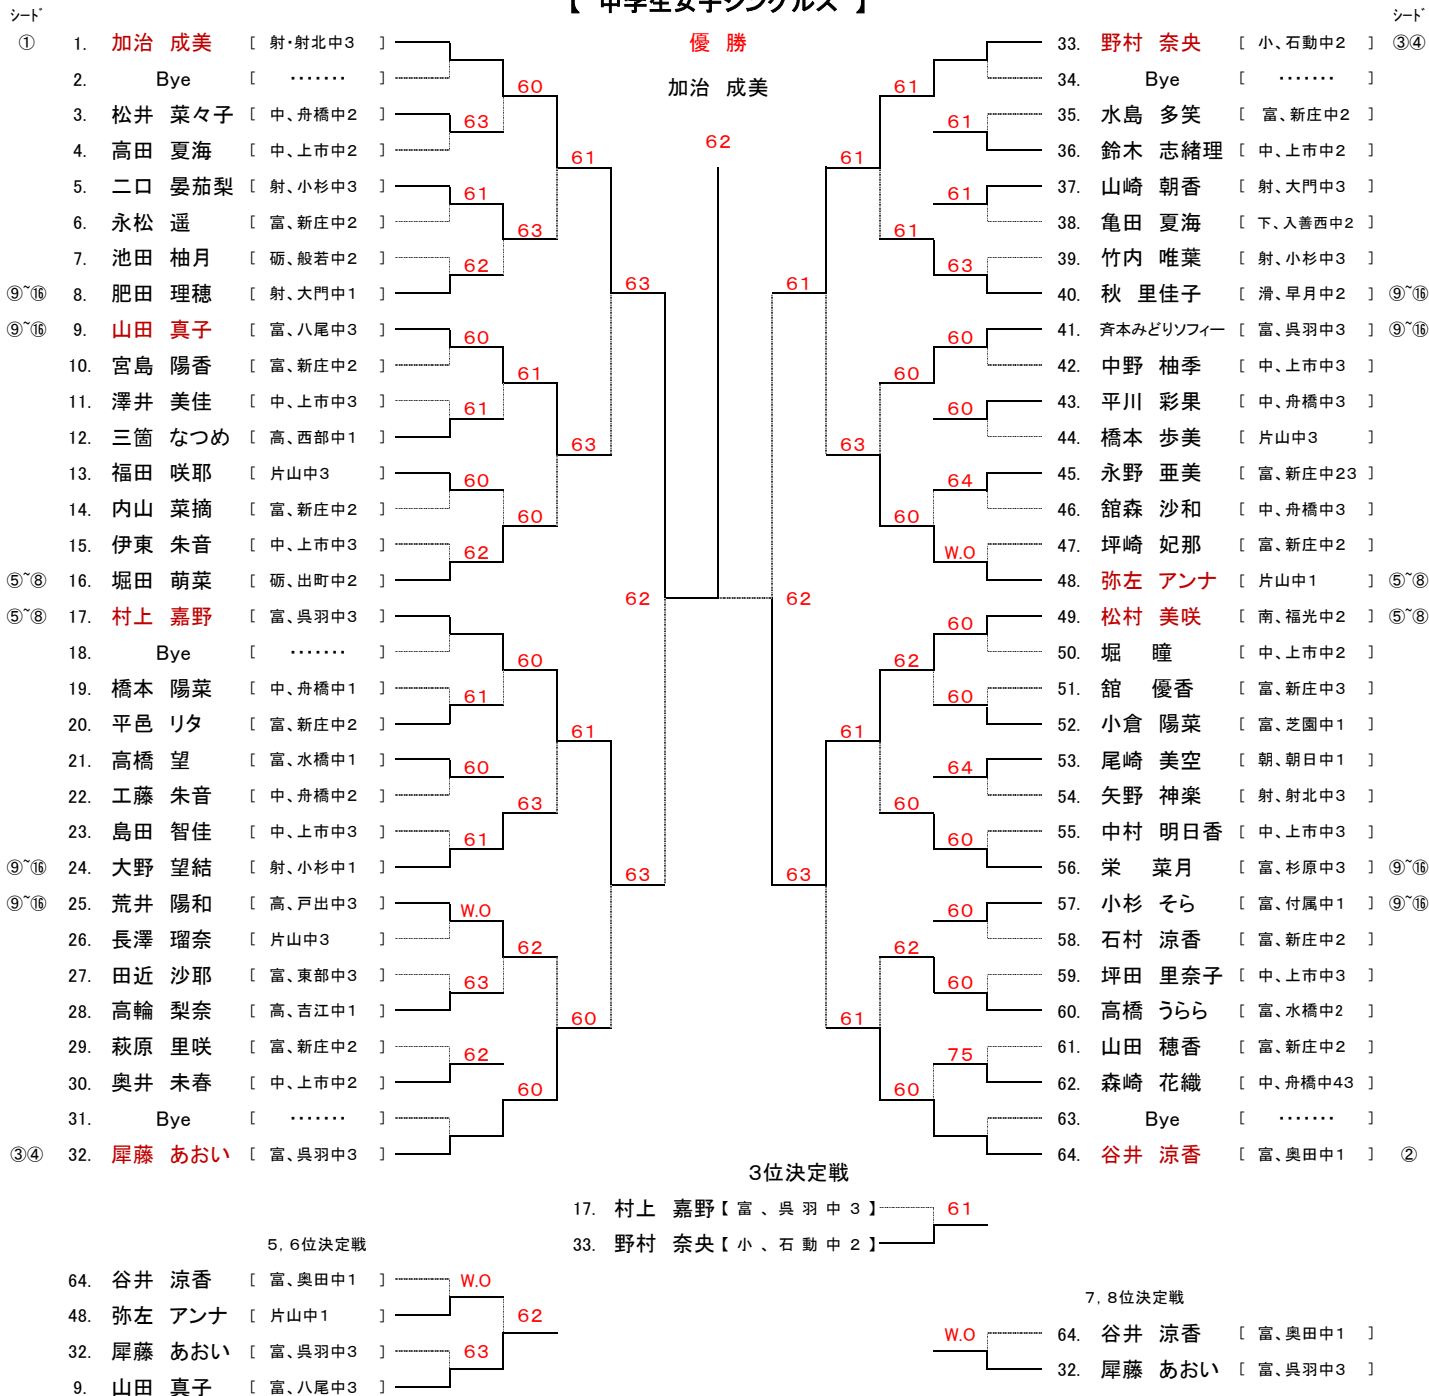 【 中学生女子シングルス 】
シード
シード
優 勝
加治 成美
62
① 1. 加治 成美 [ 射・射北中3 ]
2. Bye [ ・・・・・・・ ]
60
3. 松井 菜々子 [ 中、舟橋中2 ]
63
4. 高田 夏海 [ 中、上市中2 ]
61
5. 二口 晏茄梨 [ 射、小杉中3 ]
61
6. 永松 遥 [ 富、新庄中2 ]
63
7. 池田 柚月 [ 砺、般若中2 ]
62
⑨~⑯ 8. 肥田 理穂 [ 射、大門中1 ]
63
⑨~⑯ 9. 山田 真子 [ 富、八尾中3 ]
60
10. 宮島 陽香 [ 富、新庄中2 ]
61
11. 澤井 美佳 [ 中、上市中3 ]
61
12. 三箇 なつめ [ 高、西部中1 ]
63
13. 福田 咲耶 [ 片山中3 ]
60
14. 内山 菜摘 [ 富、新庄中2 ]
60
15. 伊東 朱音 [ 中、上市中3 ]
62
⑤~⑧ 16. 堀田 萌菜 [ 砺、出町中2 ]
62
⑤~⑧ 17. 村上 嘉野 [ 富、呉羽中3 ]
18. Bye [ ・・・・・・・ ]
60
19. 橋本 陽菜 [ 中、舟橋中1 ]
61
20. 平邑 リタ [ 富、新庄中2 ]
61
21. 高橋 望 [ 富、水橋中1 ]
60
22. 工藤 朱音 [ 中、舟橋中2 ]
63
23. 島田 智佳 [ 中、上市中3 ]
61
⑨~⑯ 24. 大野 望結 [ 射、小杉中1 ]
63
⑨~⑯ 25. 荒井 陽和 [ 高、戸出中3 ]
W.O
26. 長澤 瑠奈 [ 片山中3 ]
62
27. 田近 沙耶 [ 富、東部中3 ]
63
28. 高輪 梨奈 [ 高、吉江中1 ]
60
29. 萩原 里咲 [ 富、新庄中2 ]
62
30. 奥井 未春 [ 中、上市中2 ]
60
31. Bye [ ・・・・・・・ ]
③④ 32. 犀藤 あおい [ 富、呉羽中3 ]
33. 野村 奈央 [ 小、石動中2 ] ③④
34. Bye [ ・・・・・・・ ]
61
35. 水島 多笑 [ 富、新庄中2 ]
61
36. 鈴木 志緒理 [ 中、上市中2 ]
61
37. 山崎 朝香 [ 射、大門中3 ]
61
38. 亀田 夏海 [ 下、入善西中2 ]
61
39. 竹内 唯葉 [ 射、小杉中3 ]
63
40. 秋 里佳子 [ 滑、早月中2 ] ⑨~⑯
61
41. 斉本みどりソフィー [ 富、呉羽中3 ] ⑨~⑯
60
42. 中野 柚季 [ 中、上市中3 ]
60
43. 平川 彩果 [ 中、舟橋中3 ]
60
44. 橋本 歩美 [ 片山中3 ]
63
45. 永野 亜美 [ 富、新庄中23 ]
64
46. 舘森 沙和 [ 中、舟橋中3 ]
60
47. 坪崎 妃那 [ 富、新庄中2 ]
W.O
48. 弥左 アンナ [ 片山中1 ] ⑤~⑧
62
49. 松村 美咲 [ 南、福光中2 ] ⑤~⑧
60
50. 堀 瞳 [ 中、上市中2 ]
62
51. 舘 優香 [ 富、新庄中3 ]
60
52. 小倉 陽菜 [ 富、芝園中1 ]
61
53. 尾崎 美空 [ 朝、朝日中1 ]
64
54. 矢野 神楽 [ 射、射北中3 ]
60
55. 中村 明日香 [ 中、上市中3 ]
60
56. 栄 菜月 [ 富、杉原中3 ] ⑨~⑯
63
57. 小杉 そら [ 富、付属中1 ] ⑨~⑯
60
58. 石村 涼香 [ 富、新庄中2 ]
62
59. 坪田 里奈子 [ 中、上市中3 ]
60
60. 高橋 うらら [ 富、水橋中2 ]
61
61. 山田 穂香 [ 富、新庄中2 ]
75
62. 森崎 花織 [ 中、舟橋中43 ]
60
63. Bye [ ・・・・・・・ ]
64. 谷井 涼香 [ 富、奥田中1 ] ②
3位決定戦
17. 村上 嘉野【 富 、 呉 羽 中 3 】
61
33. 野村 奈央【 小 、 石 動 中 2 】
5,6位決定戦
64. 谷井 涼香 [ 富、奥田中1 ]
W.O
48. 弥左 アンナ [ 片山中1 ]
62
32. 犀藤 あおい [ 富、呉羽中3 ]
63
9. 山田 真子 [ 富、八尾中3 ]
7,8位決定戦
W.O
64. 谷井 涼香 [ 富、奥田中1 ]
32. 犀藤 あおい [ 富、呉羽中3 ]